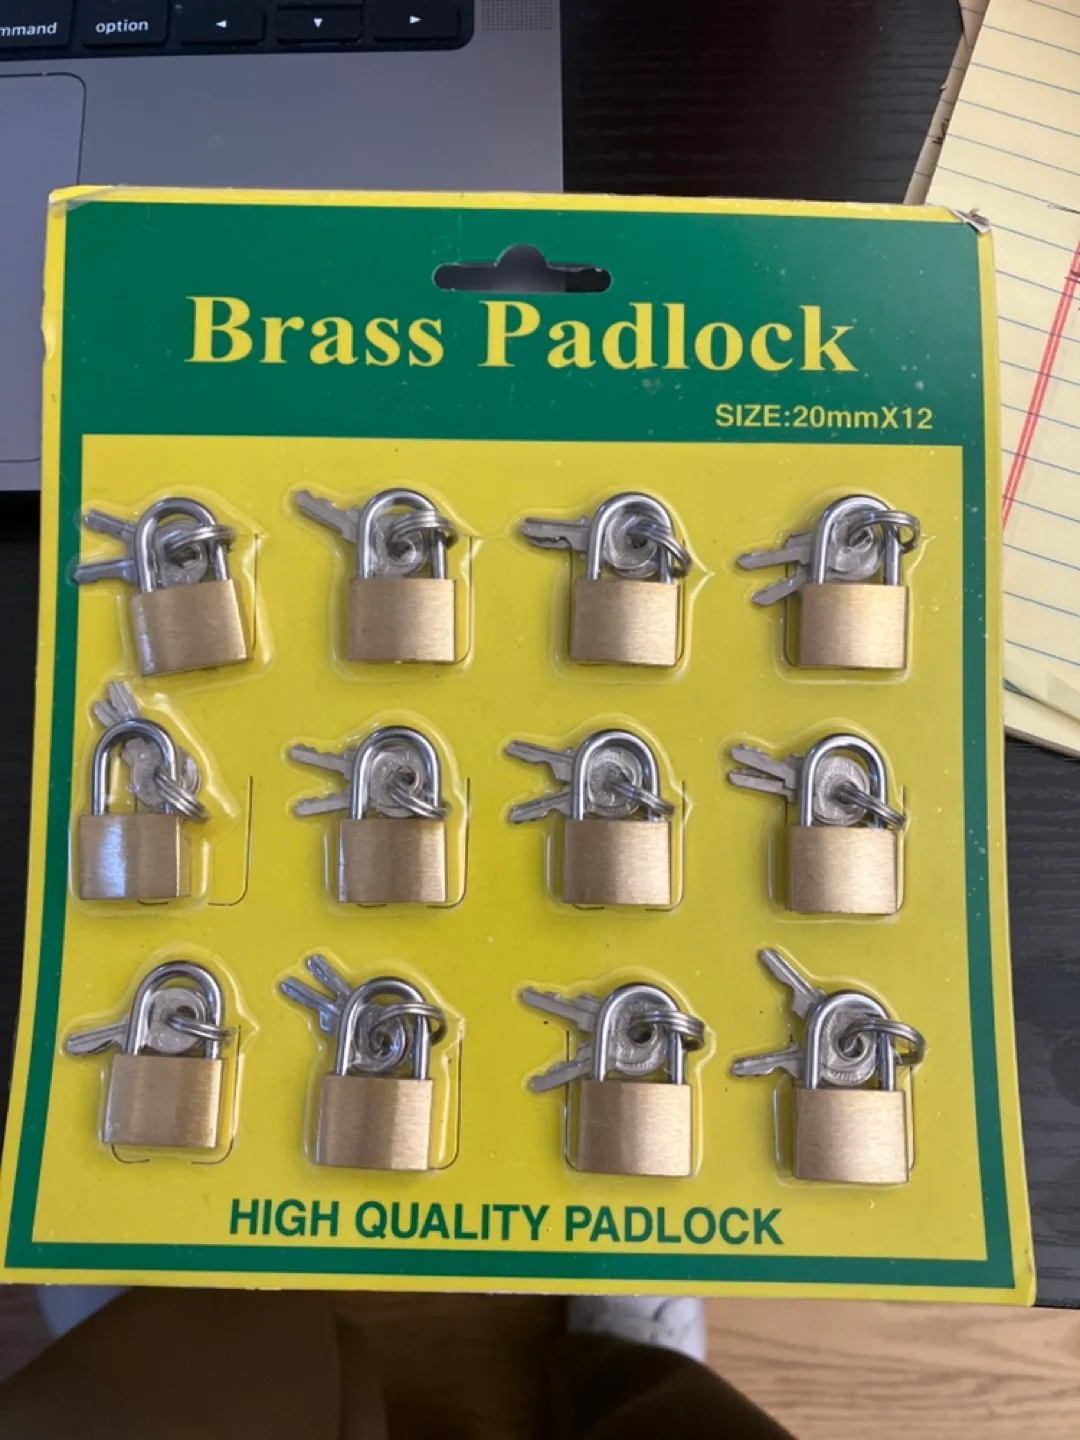 mmand
option
◄
▼
►
Brass Padlock
SIZE:20mmX12
HIGH QUALITY PADLOCK